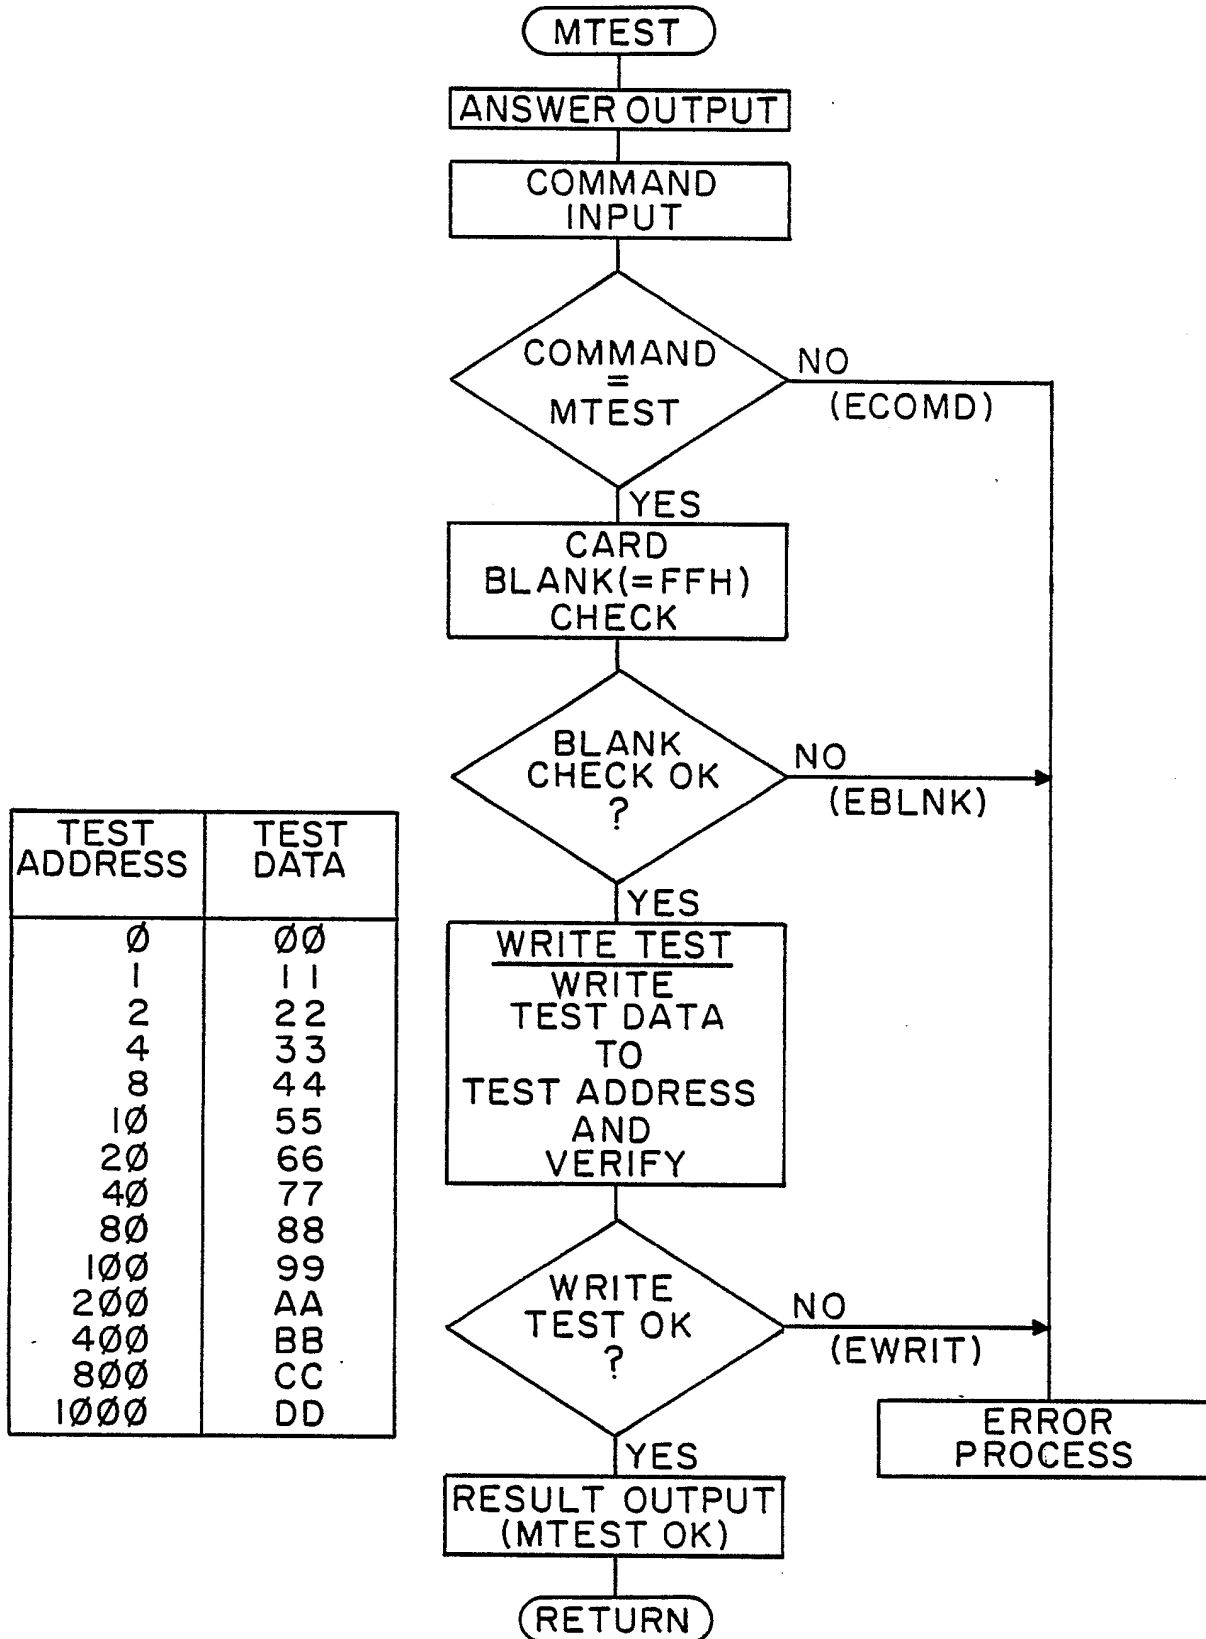 MTEST
ANSWER OUTPUT
COMMAND
INPUT
COMMAND
=
MTEST
NO
(ECOMD)
YES
CARD
BLANK(=FFH)
CHECK
BLANK
CHECK OK
?
NO
(EBLNK)
YES
WRITE TEST
WRITE
TEST DATA
TO
TEST ADDRESS
AND
VERIFY
WRITE
TEST OK
?
NO
(EWRIT)
YES
RESULT OUTPUT
(MTEST OK)
RETURN
ERROR
PROCESS
TEST ADDRESS TEST DATA
Ø ØØ
1 11
2 22
4 33
8 44
1Ø 55
2Ø 66
4Ø 77
8Ø 88
1ØØ 99
2ØØ AA
4ØØ BB
8ØØ CC
1ØØØ DD